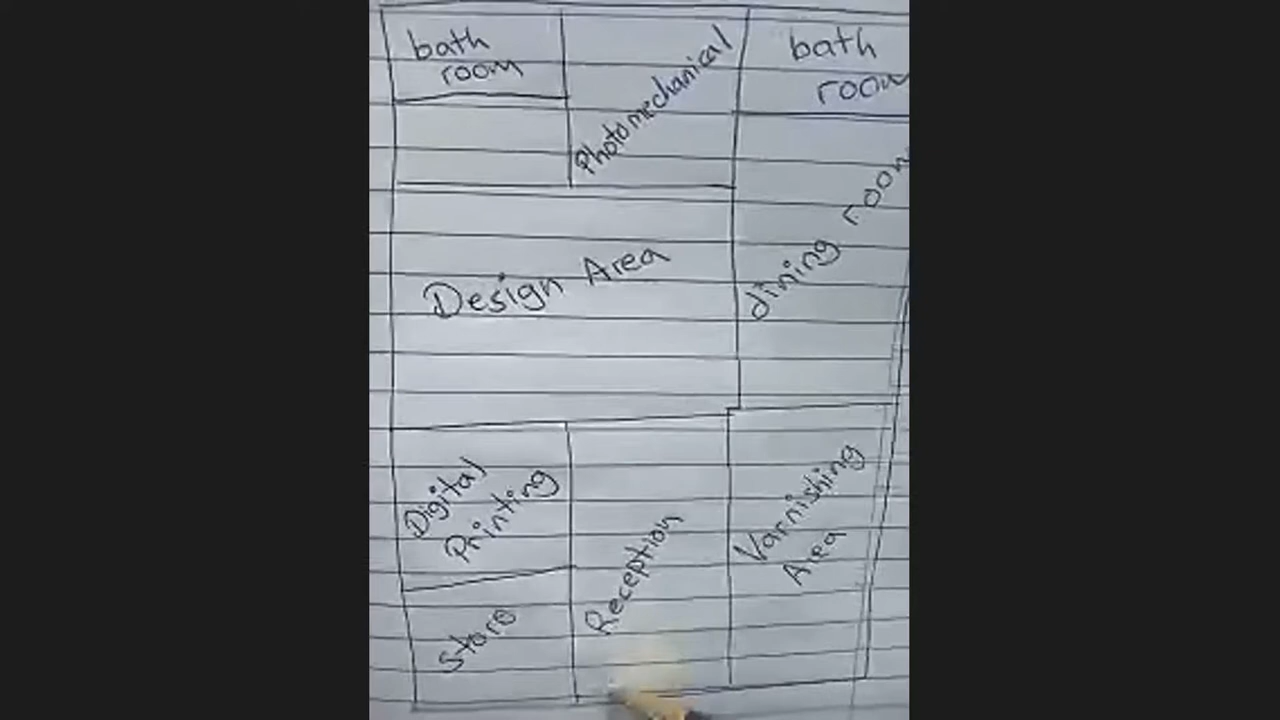 bath
room
Photomechanical
bath
room
dining room
Design Area
Digital
Printing
Reception
Varnishing
Area
Store